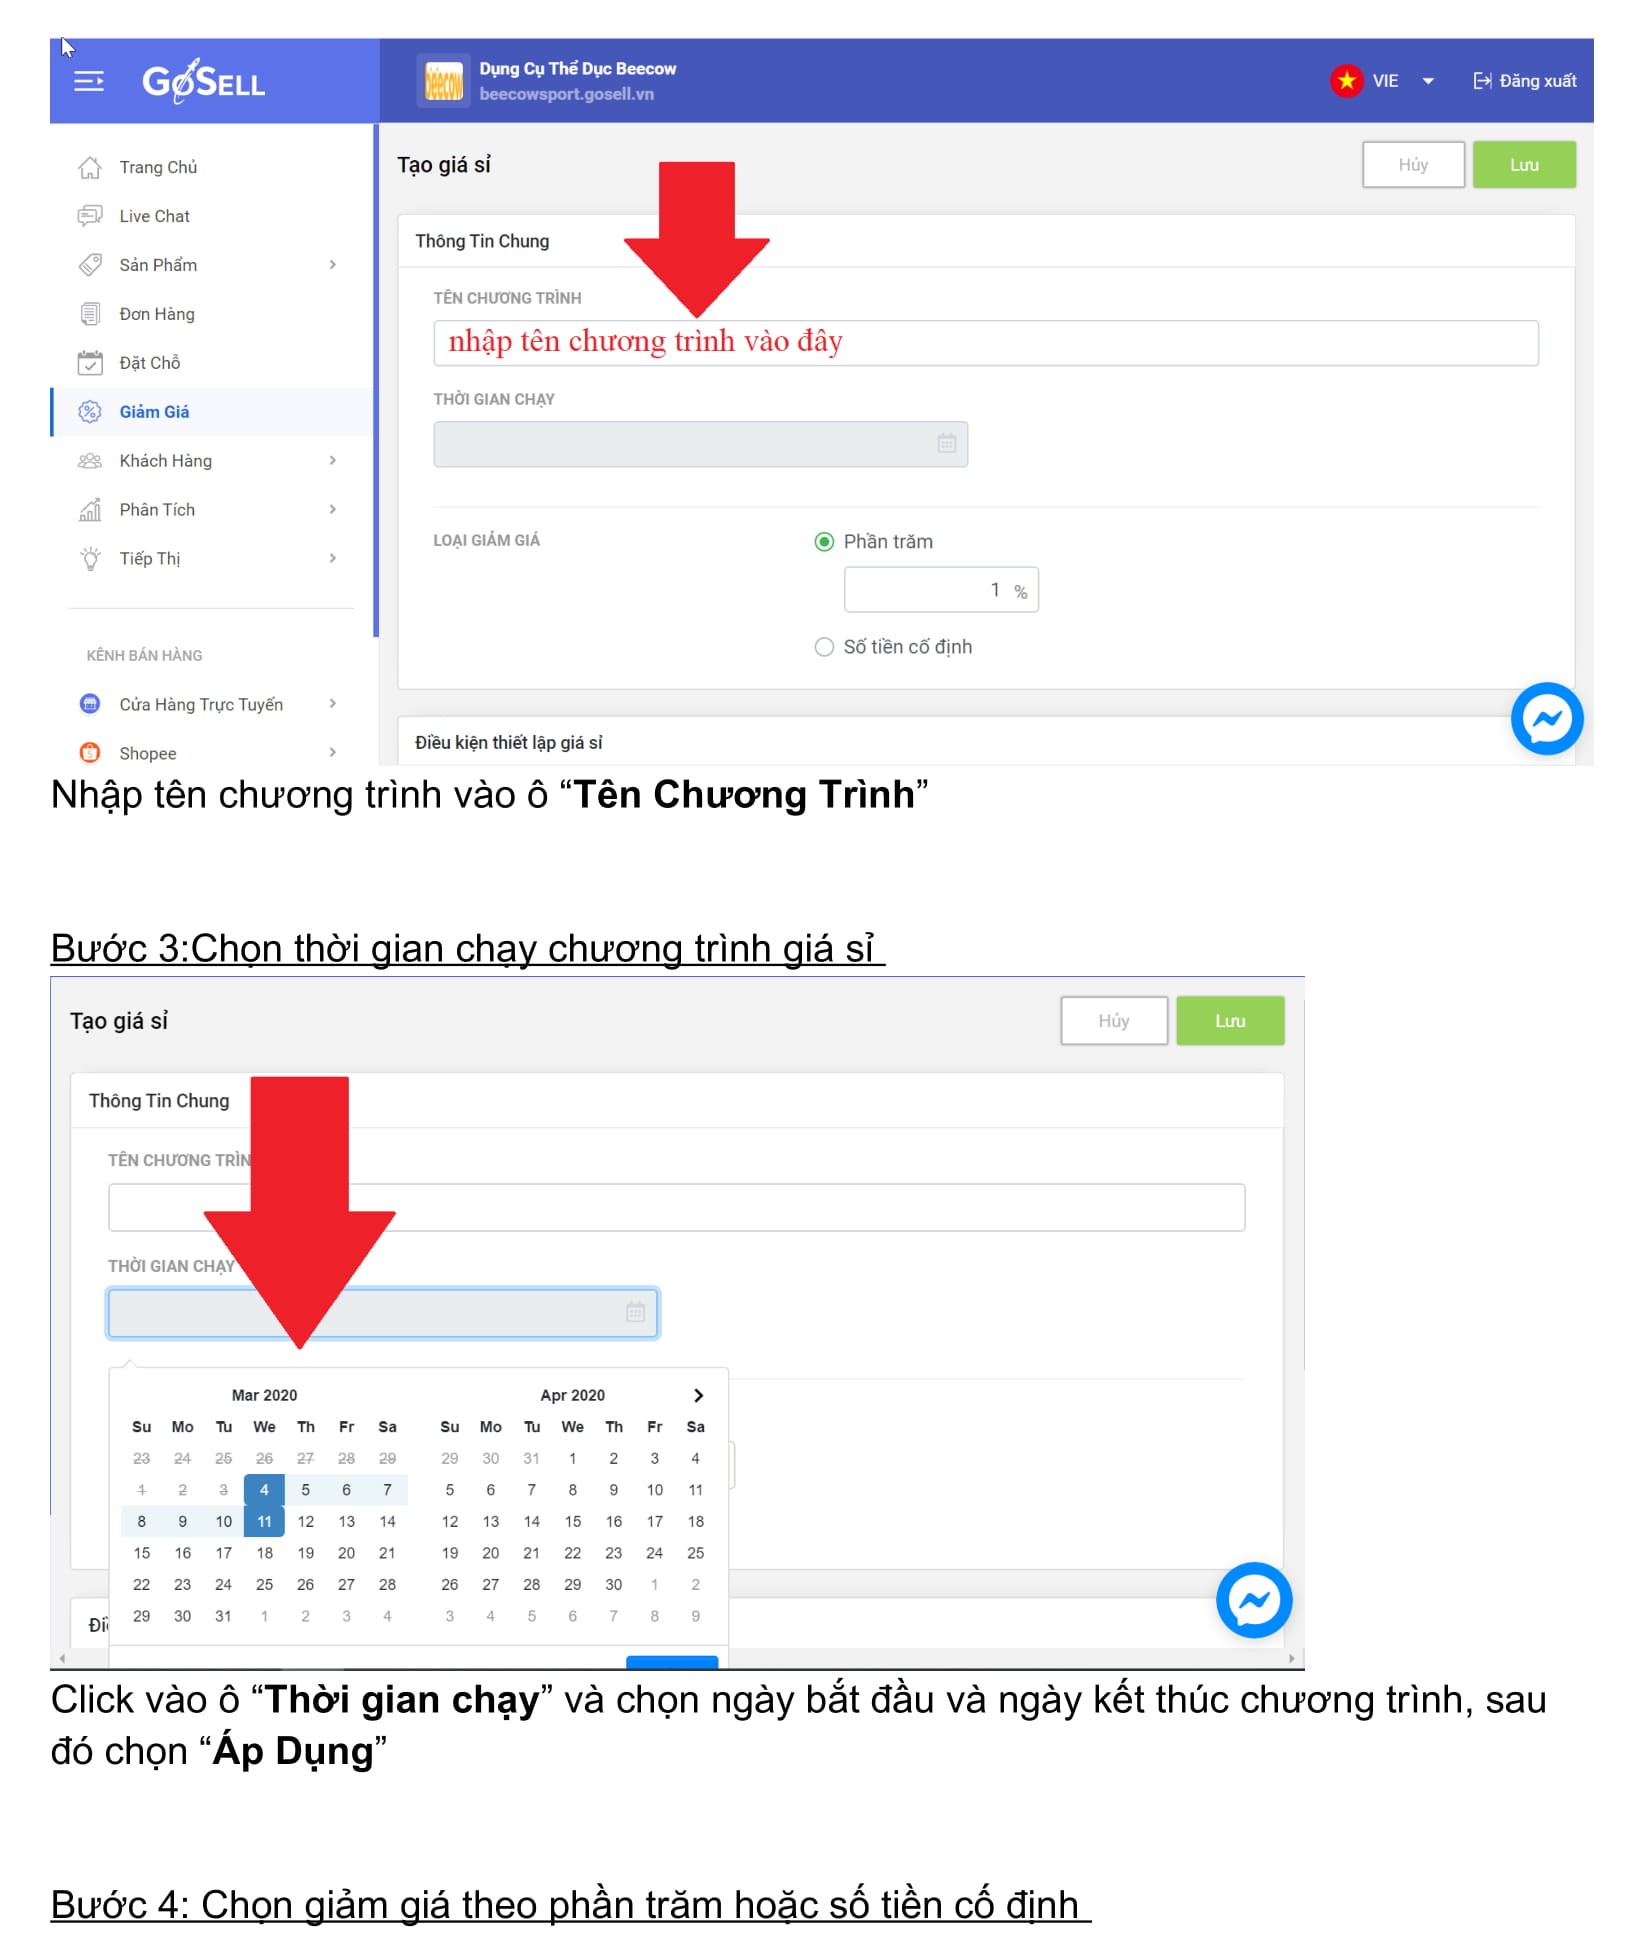 GoSELL
Dụng Cụ Thể Dục Beecow
beecowsport.gosell.vn
VIE
Đăng xuất
Trang Chủ
Live Chat
Sản Phẩm
Đơn Hàng
Đặt Chỗ
Giảm Giá
Khách Hàng
Phân Tích
Tiếp Thị
KÊNH BÁN HÀNG
Cửa Hàng Trực Tuyến
Shopee
Tạo giá sỉ
Hủy
Lưu
Thông Tin Chung
TÊN CHƯƠNG TRÌNH
nhập tên chương trình vào đây
THỜI GIAN CHẠY
LOẠI GIẢM GIÁ
Phần trăm
1 %
Số tiền cố định
Điều kiện thiết lập giá sỉ
Nhập tên chương trình vào ô “Tên Chương Trình”
Bước 3:Chọn thời gian chạy chương trình giá sỉ
Tạo giá sỉ
Hủy
Lưu
Thông Tin Chung
TÊN CHƯƠNG TRÌN
THỜI GIAN CHẠY
Mar 2020
Su Mo Tu We Th Fr Sa
23 24 25 26 27 28 29
1 2 3 4 5 6 7
8 9 10 11 12 13 14
15 16 17 18 19 20 21
22 23 24 25 26 27 28
29 30 31 1 2 3 4
Apr 2020
Su Mo Tu We Th Fr Sa
29 30 31 1 2 3 4
5 6 7 8 9 10 11
12 13 14 15 16 17 18
19 20 21 22 23 24 25
26 27 28 29 30 1 2
3 4 5 6 7 8 9
Đi
Click vào ô “Thời gian chạy” và chọn ngày bắt đầu và ngày kết thúc chương trình, sau
đó chọn “Áp Dụng”
Bước 4: Chọn giảm giá theo phần trăm hoặc số tiền cố định